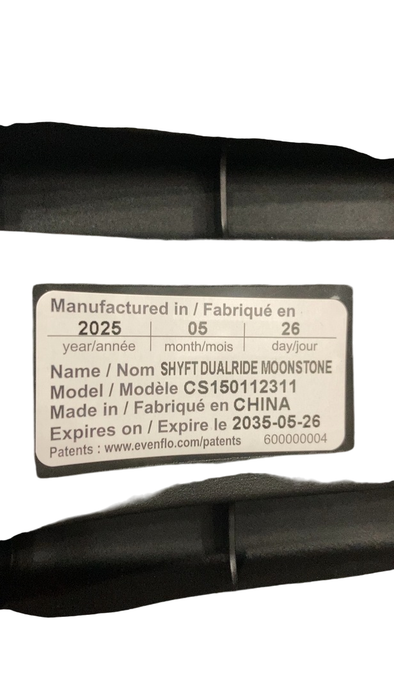 Manufactured in / Fabriqué en
2025 | 05 | 26
year/année | month/mois | day/jour
Name / Nom SHYFT DUALRIDE MOONSTONE
Model / Modèle CS150112311
Made in / Fabriqué en CHINA
Expires on / Expire le 2035-05-26
Patents : www.evenflo.com/patents 600000004